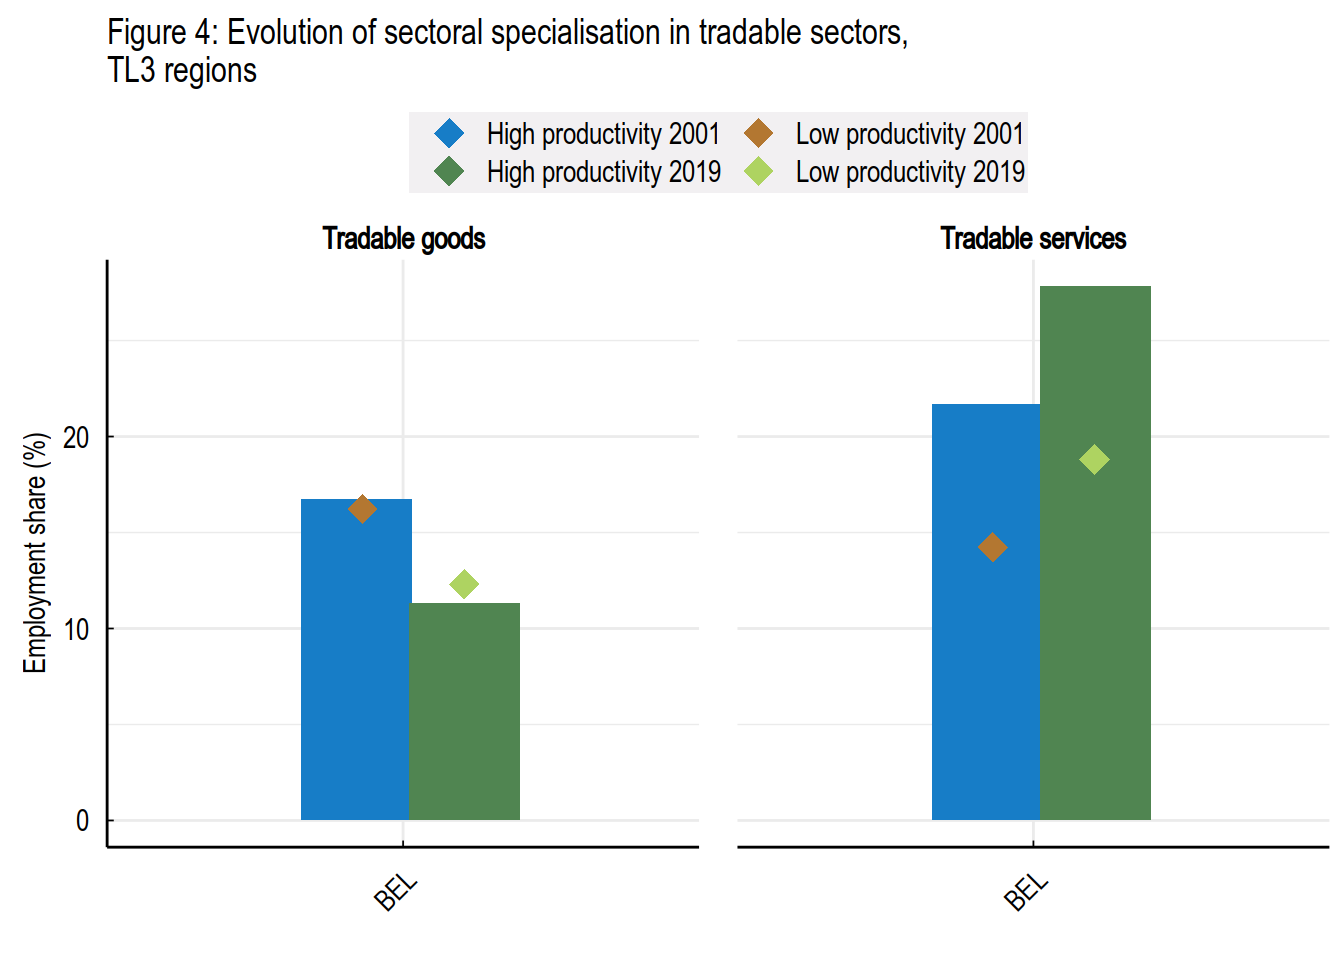 Figure 4: Evolution of sectoral specialisation in tradable sectors,
TL3 regions
High productivity 2001
Low productivity 2001
High productivity 2019
Low productivity 2019
Tradable goods
Tradable services
Employment share (%)
20
10
0
BEL
BEL